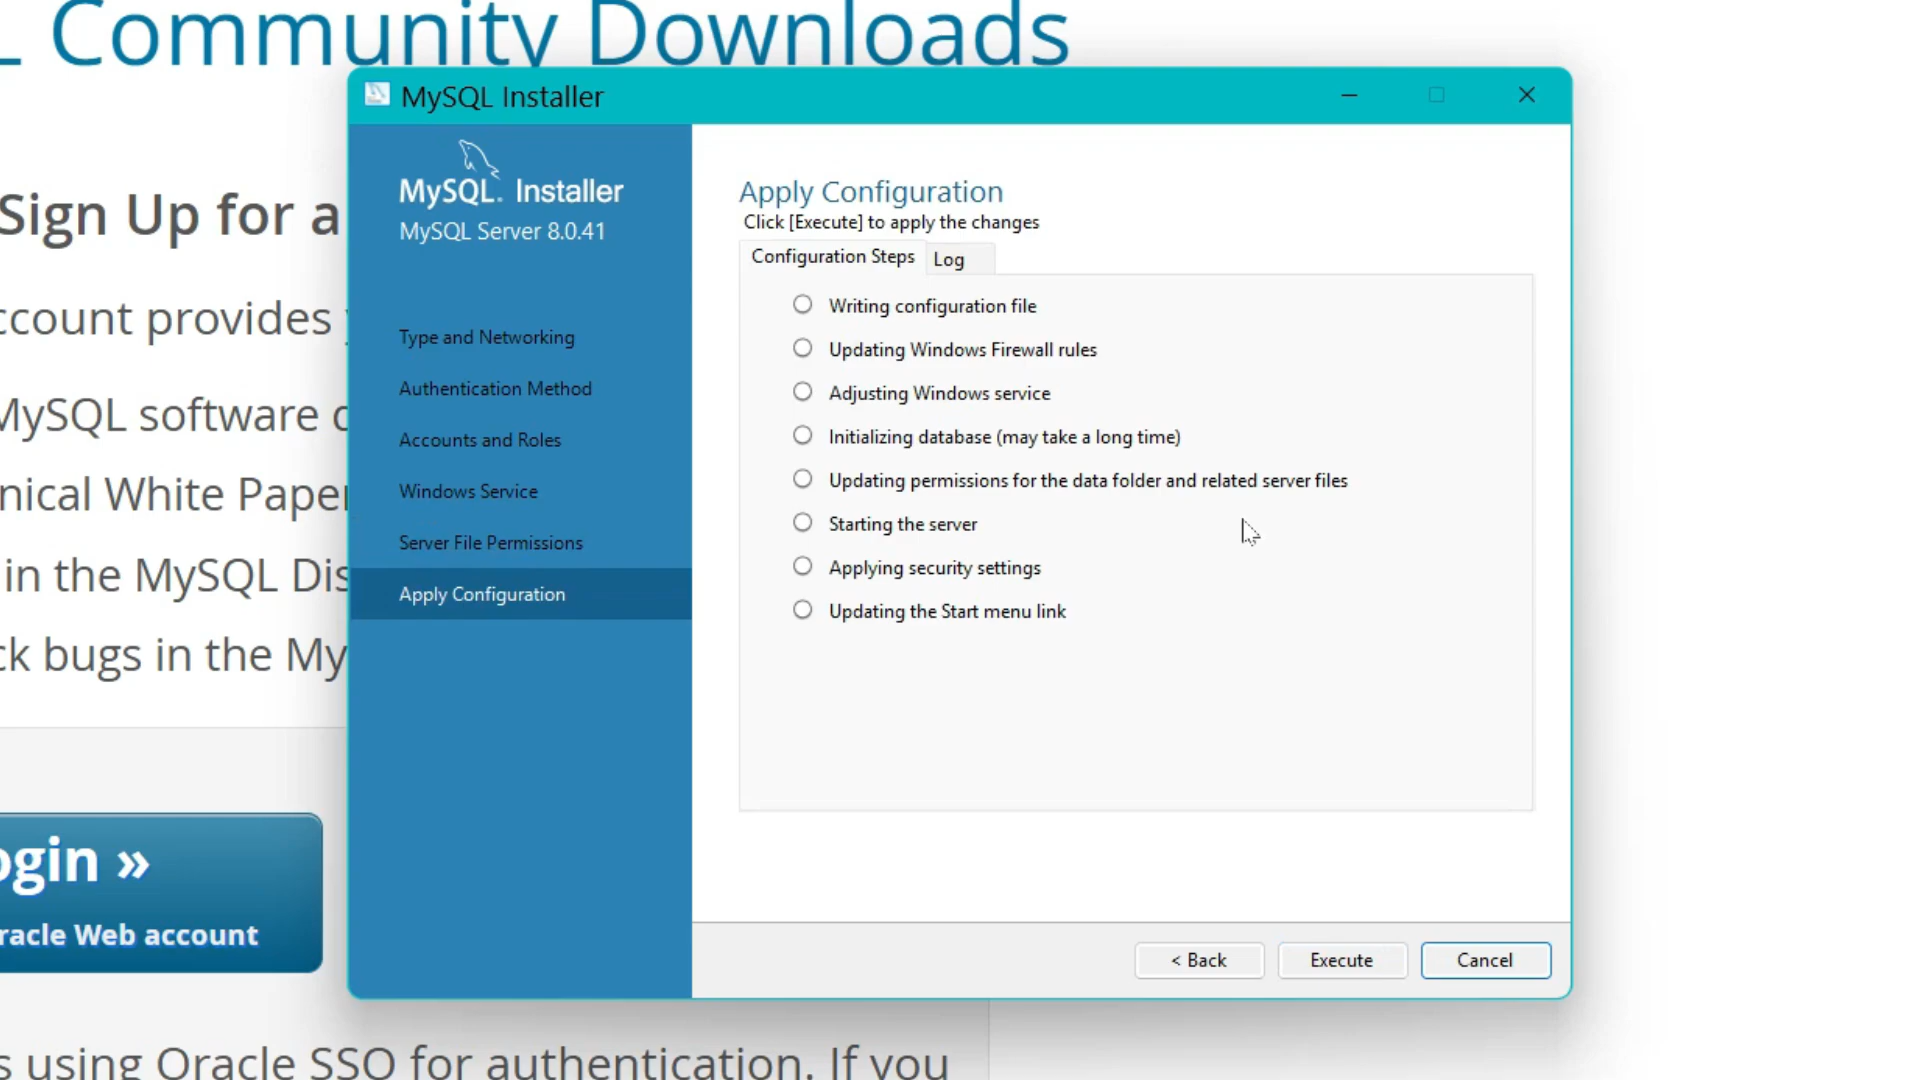 L Community Downloads
MySQL Installer
MySQL. Installer
MySQL Server 8.0.41
Type and Networking
Authentication Method
Accounts and Roles
Windows Service
Server File Permissions
Apply Configuration
Apply Configuration
Click [Execute] to apply the changes
Configuration Steps
Log
Writing configuration file
Updating Windows Firewall rules
Adjusting Windows service
Initializing database (may take a long time)
Updating permissions for the data folder and related server files
Starting the server
Applying security settings
Updating the Start menu link
< Back
Execute
Cancel
Sign Up for a
ccount provides
MySQL software
nical White Paper
in the MySQL Dis
ck bugs in the My
ogin »
racle Web account
s using Oracle SSO for authentication. If you